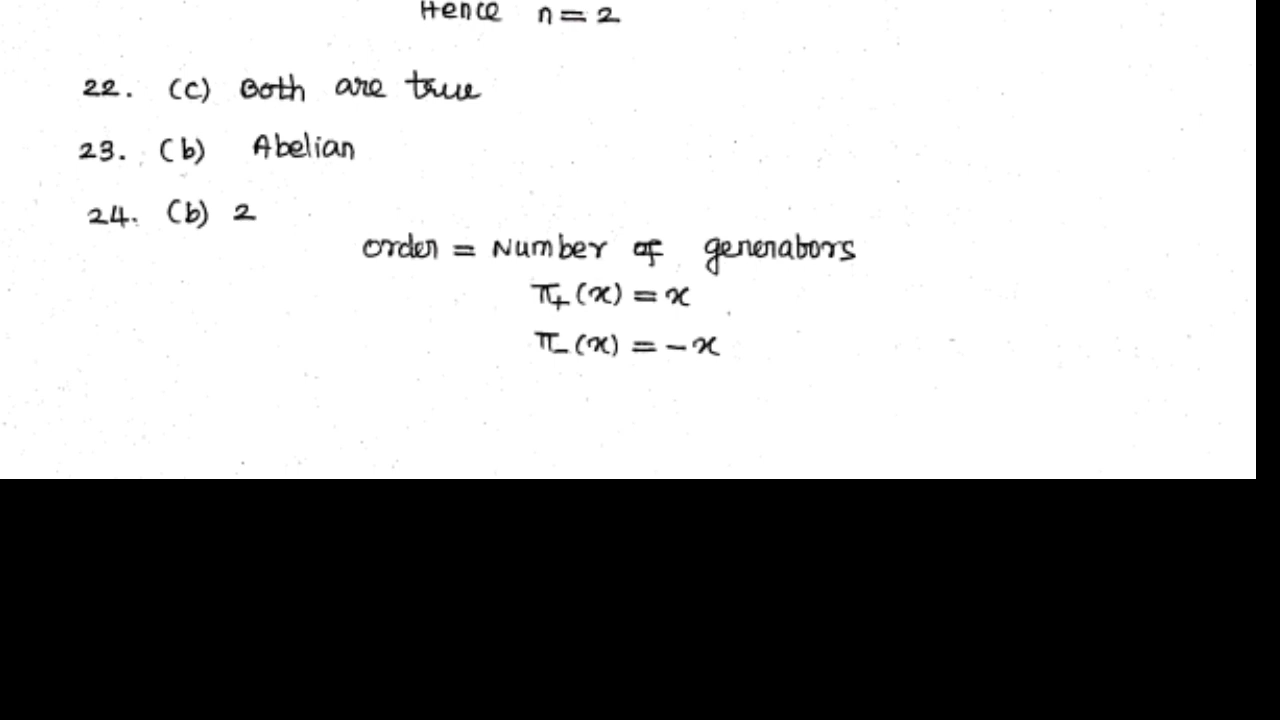 Hence n = 2
22. (c) Both are true
23. (b) Abelian
24. (b) 2
order = Number of generators
π₊(x) = x
π₋(x) = -x